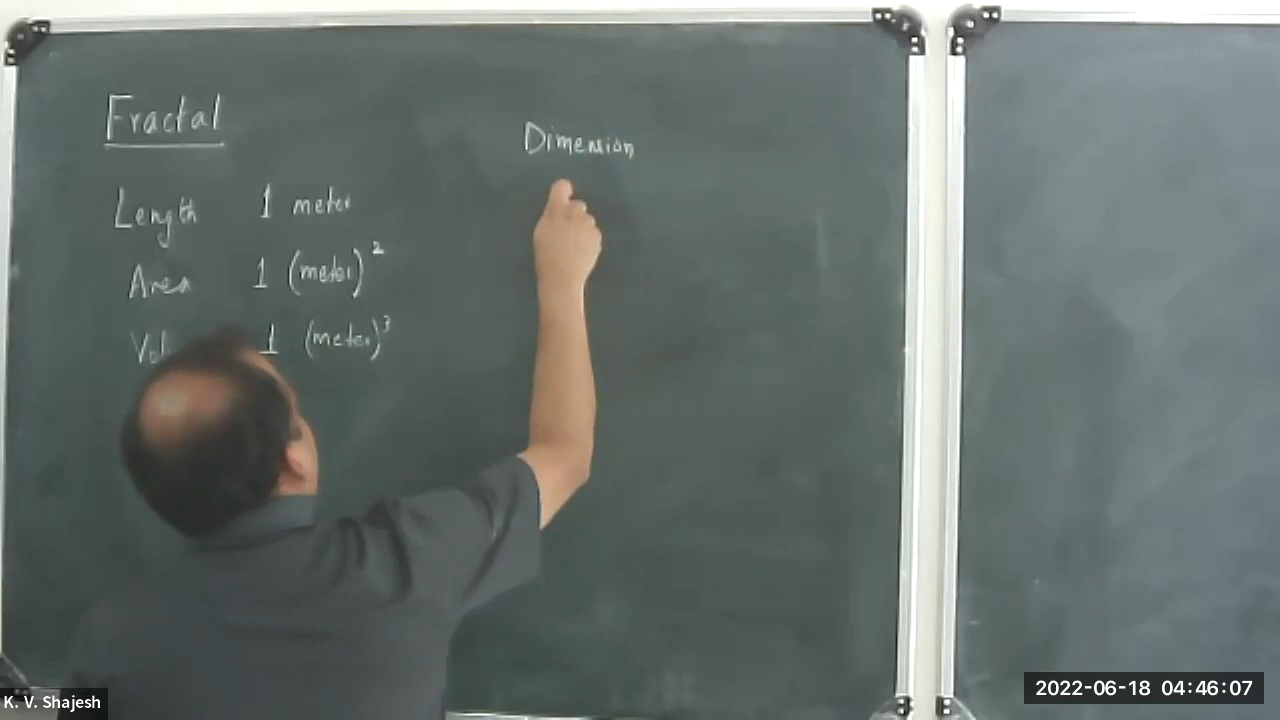 Fractal
Dimension
Length 1 meter
Area 1 (meter)²
1 (meter)³
K. V. Shajesh
2022-06-18 04:46:07